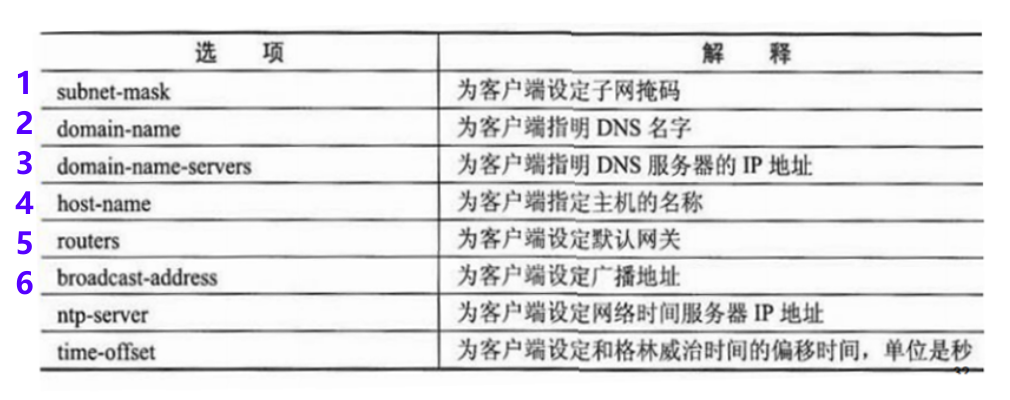 选 项 解 释
1 subnet-mask 为客户端设定子网掩码
2 domain-name 为客户端指明 DNS 名字
3 domain-name-servers 为客户端指明 DNS 服务器的 IP 地址
4 host-name 为客户端指定主机的名称
5 routers 为客户端设定默认网关
6 broadcast-address 为客户端设定广播地址
ntp-server 为客户端设定网络时间服务器 IP 地址
time-offset 为客户端设定和格林威治时间的偏移时间，单位是秒